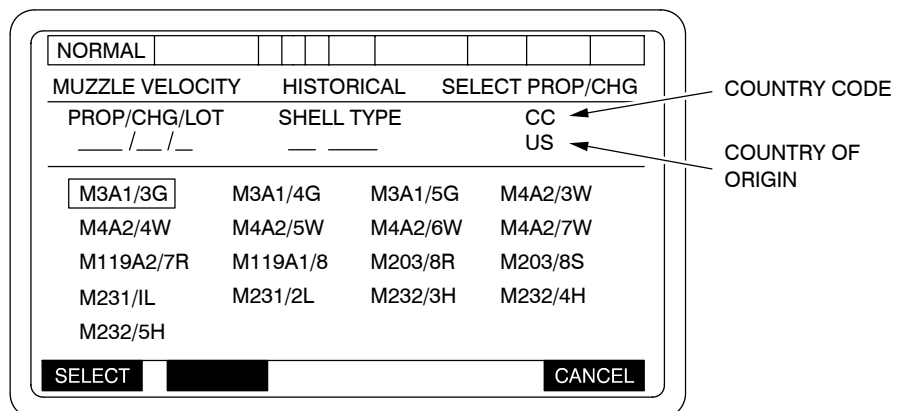 NORMAL
MUZZLE VELOCITY HISTORICAL SELECT PROP/CHG
PROP/CHG/LOT SHELL TYPE CC
____ /__ /_ __ ____ US
M3A1/3G M3A1/4G M3A1/5G M4A2/3W
M4A2/4W M4A2/5W M4A2/6W M4A2/7W
M119A2/7R M119A1/8 M203/8R M203/8S
M231/IL M231/2L M232/3H M232/4H
M232/5H
SELECT CANCEL
COUNTRY CODE
COUNTRY OF
ORIGIN